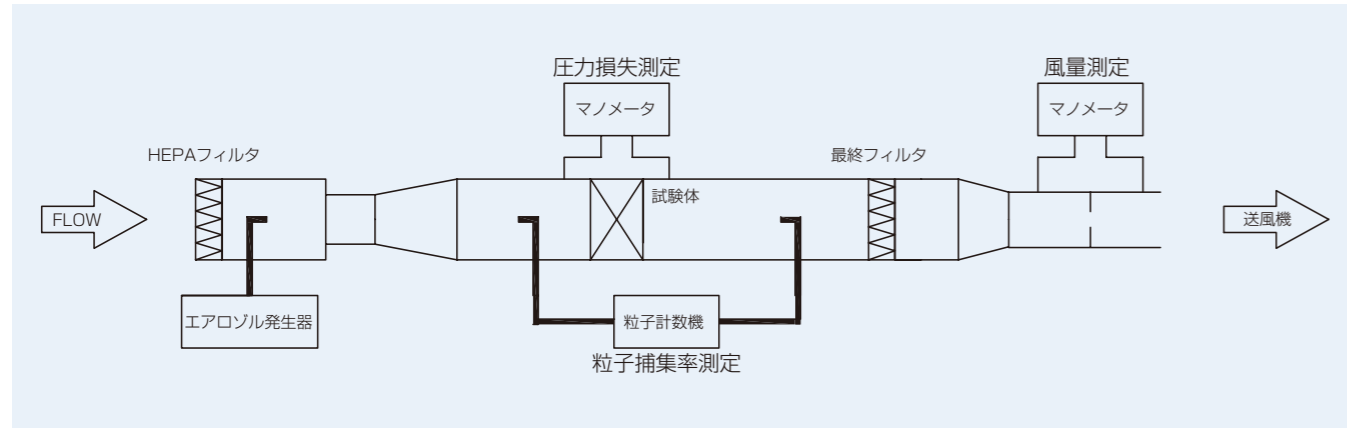 圧力損失測定
風量測定
マノメータ
マノメータ
HEPAフィルタ
最終フィルタ
試験体
FLOW
送風機
エアロゾル発生器
粒子計数機
粒子捕集率測定